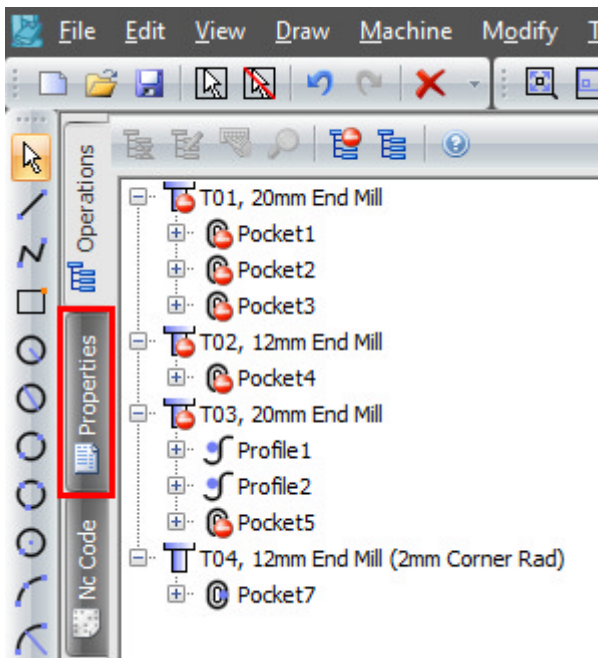 File Edit View Draw Machine Modify
Operations
Properties
Nc Code
T01, 20mm End Mill
Pocket1
Pocket2
Pocket3
T02, 12mm End Mill
Pocket4
T03, 20mm End Mill
Profile1
Profile2
Pocket5
T04, 12mm End Mill (2mm Corner Rad)
Pocket7